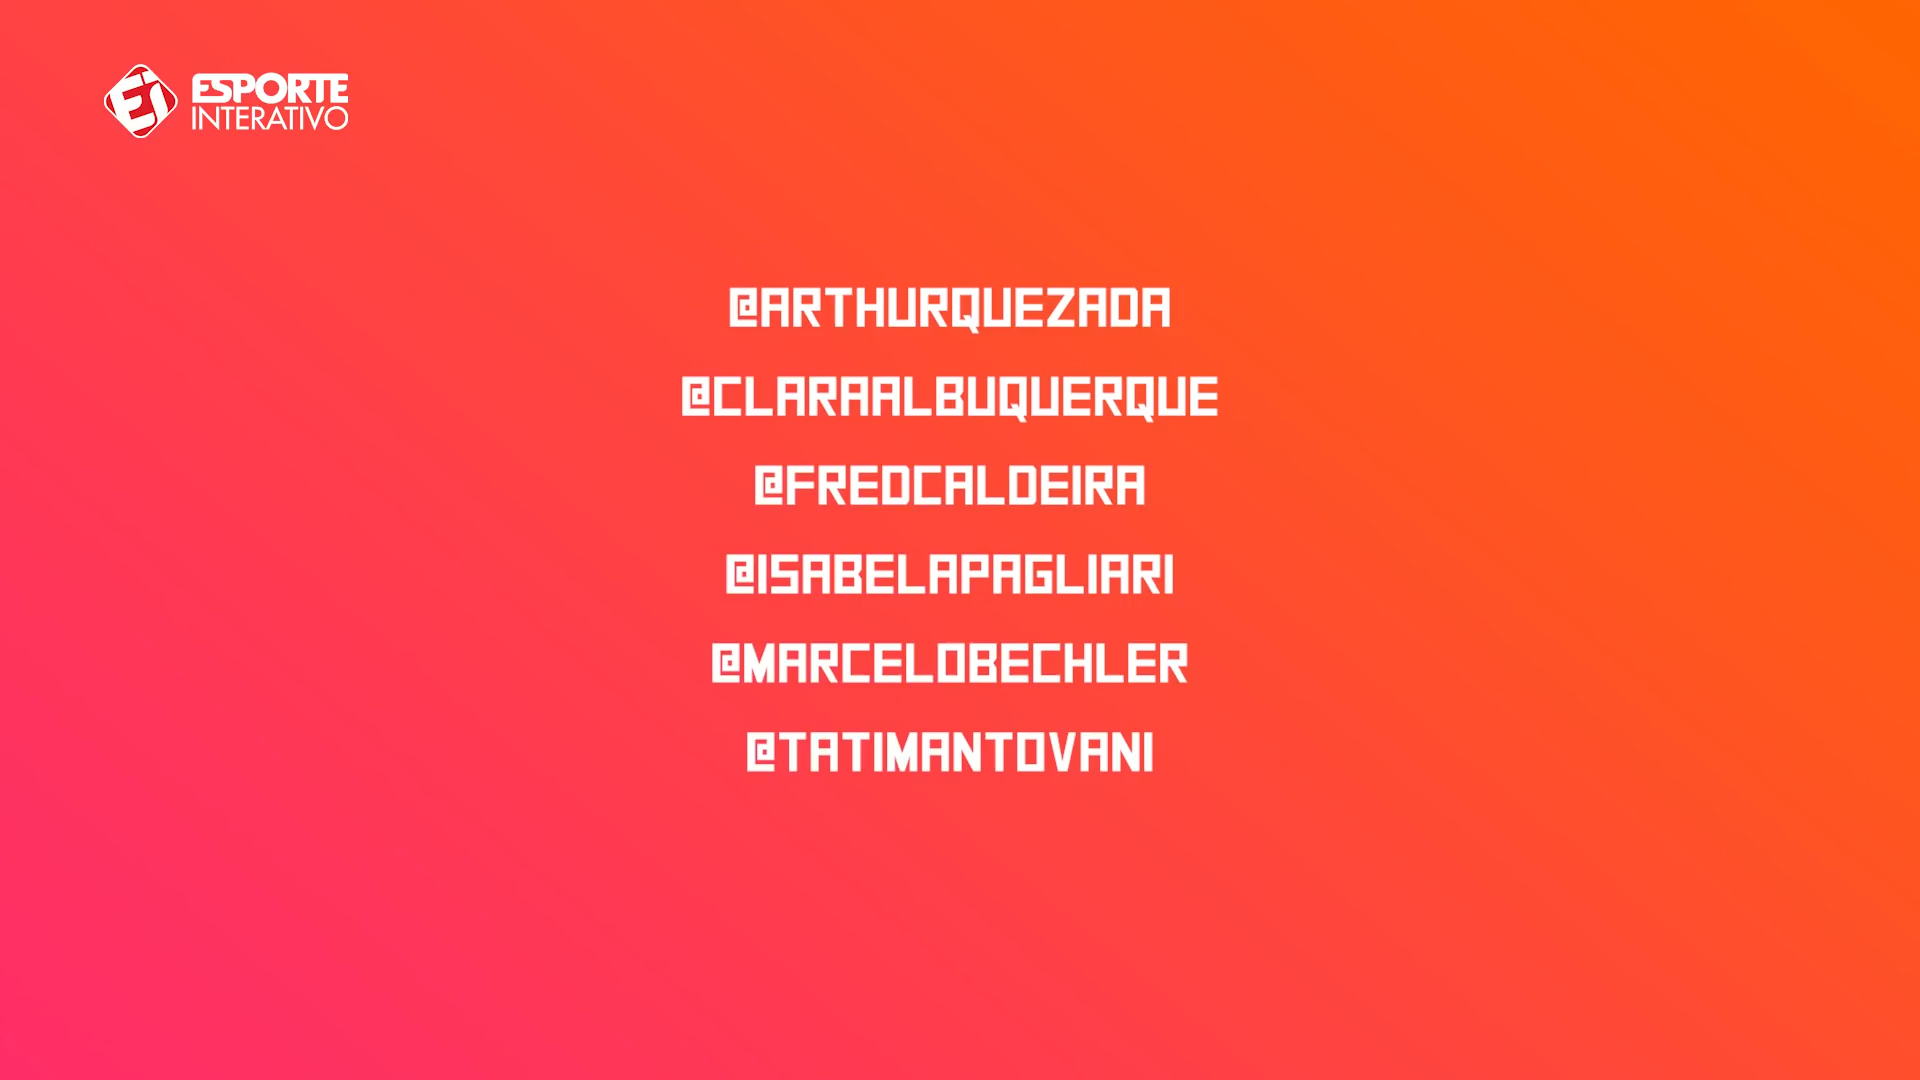 ESPORTE
INTERATIVO
@ARTHURQUEZADA
@CLARAALBUQUERQUE
@FREDCALDEIRA
@ISABELAPAGLIARI
@MARCELOBECHLER
@TATIMANTOVANI